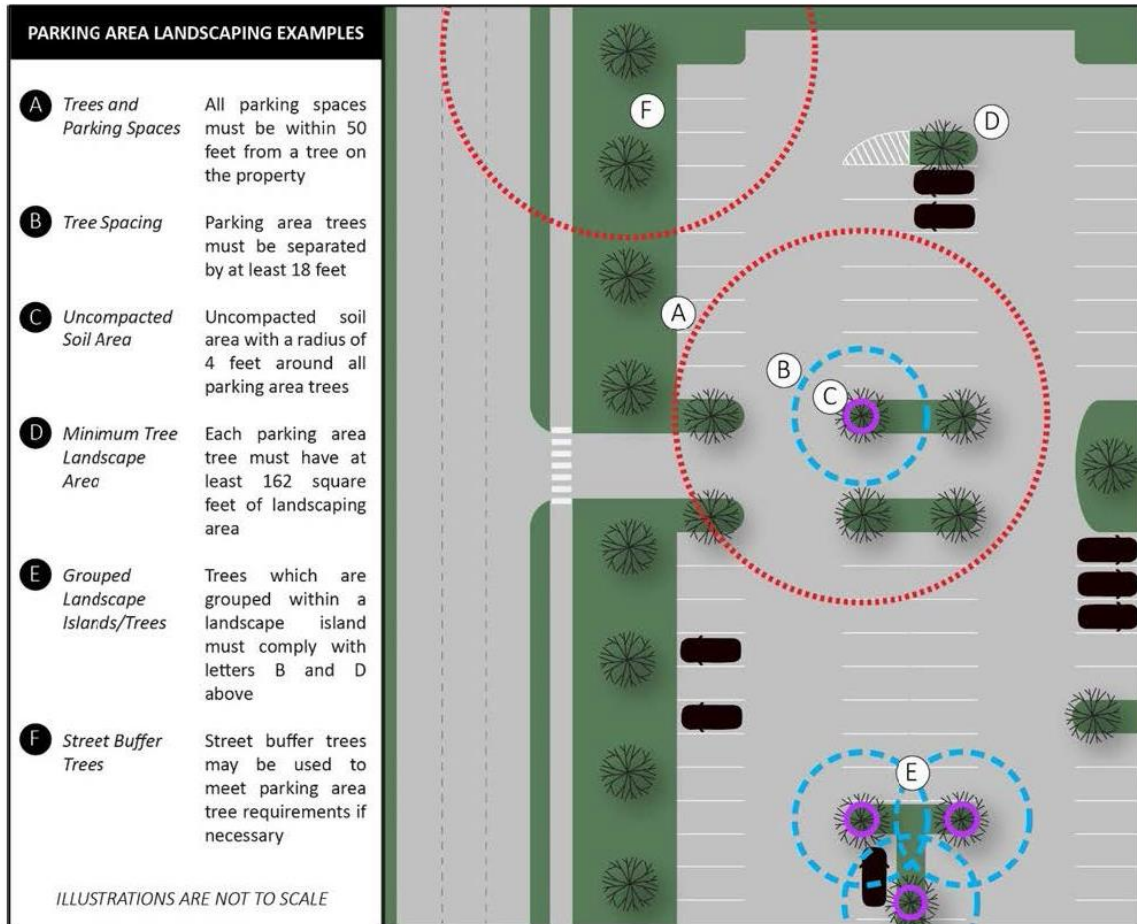 PARKING AREA LANDSCAPING EXAMPLES
A
Trees and
Parking Spaces
All parking spaces
must be within 50
feet from a tree on
the property
B
Tree Spacing
Parking area trees
must be separated
by at least 18 feet
C
Uncompacted
Soil Area
Uncompacted soil
area with a radius of
4 feet around all
parking area trees
D
Minimum Tree
Landscape
Area
Each parking area
tree must have at
least 162 square
feet of landscaping
area
E
Grouped
Landscape
Islands/Trees
Trees which are
grouped within a
landscape island
must comply with
letters B and D
above
F
Street Buffer
Trees
Street buffer trees
may be used to
meet parking area
tree requirements if
necessary
ILLUSTRATIONS ARE NOT TO SCALE
F
D
A
B
C
E